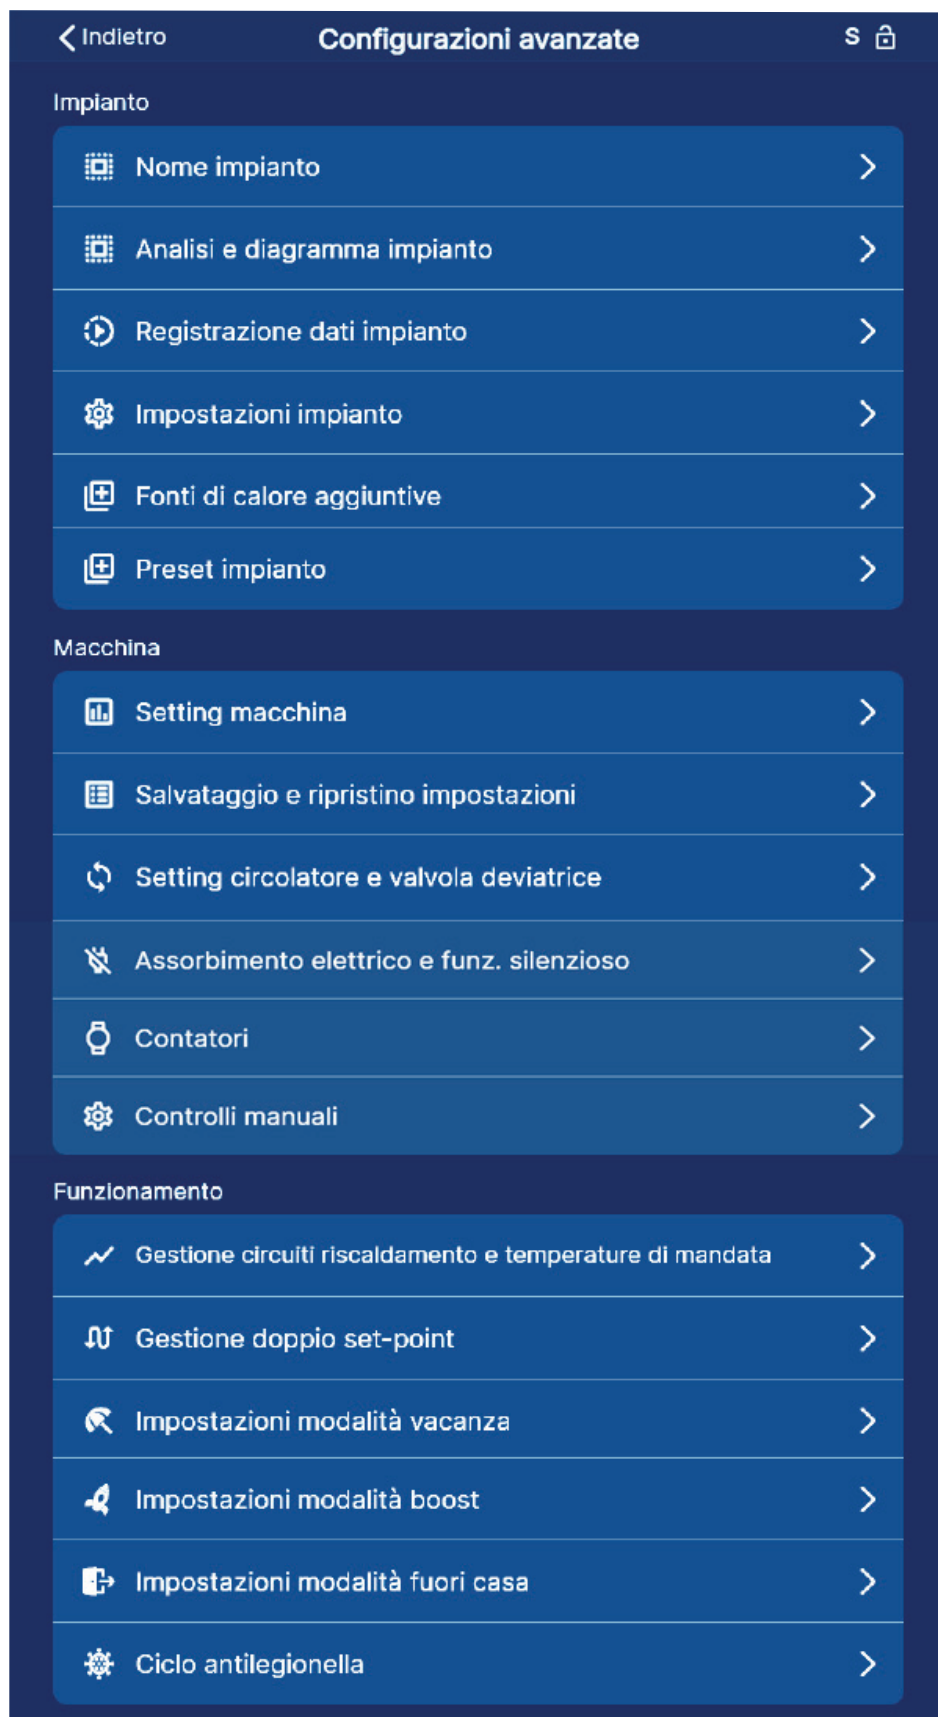 Indietro
Configurazioni avanzate
S
Impianto
Nome impianto
Analisi e diagramma impianto
Registrazione dati impianto
Impostazioni impianto
Fonti di calore aggiuntive
Preset impianto
Macchina
Setting macchina
Salvataggio e ripristino impostazioni
Setting circolatore e valvola deviatrice
Assorbimento elettrico e funz. silenzioso
Contatori
Controlli manuali
Funzionamento
Gestione circuiti riscaldamento e temperature di mandata
Gestione doppio set-point
Impostazioni modalità vacanza
Impostazioni modalità boost
Impostazioni modalità fuori casa
Ciclo antilegionella